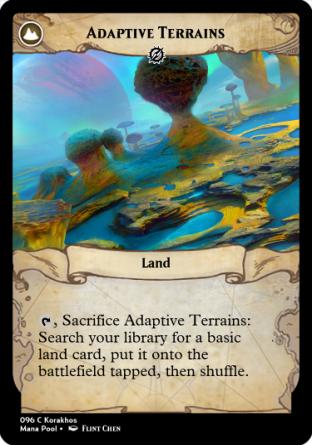 Adaptive Terrains
Land
, Sacrifice Adaptive Terrains:
Search your library for a basic
land card, put it onto the
battlefield tapped, then shuffle.
096 C Korakhos
Mana Pool • Flint Chen